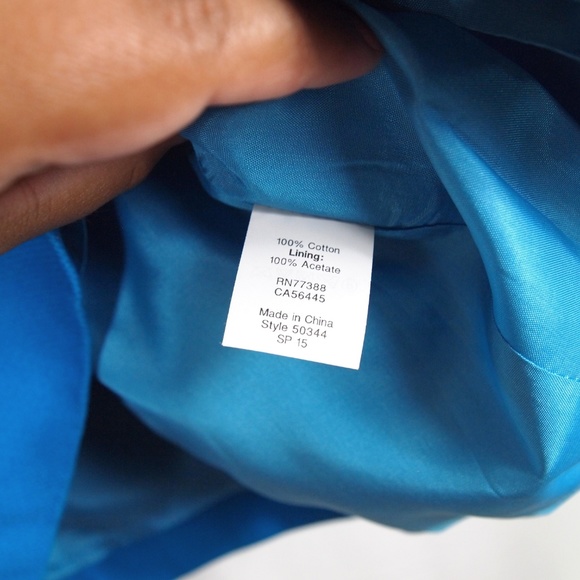 100% Cotton
Lining:
100% Acetate
RN77388
CA56445
Made in China
Style 50344
SP 15